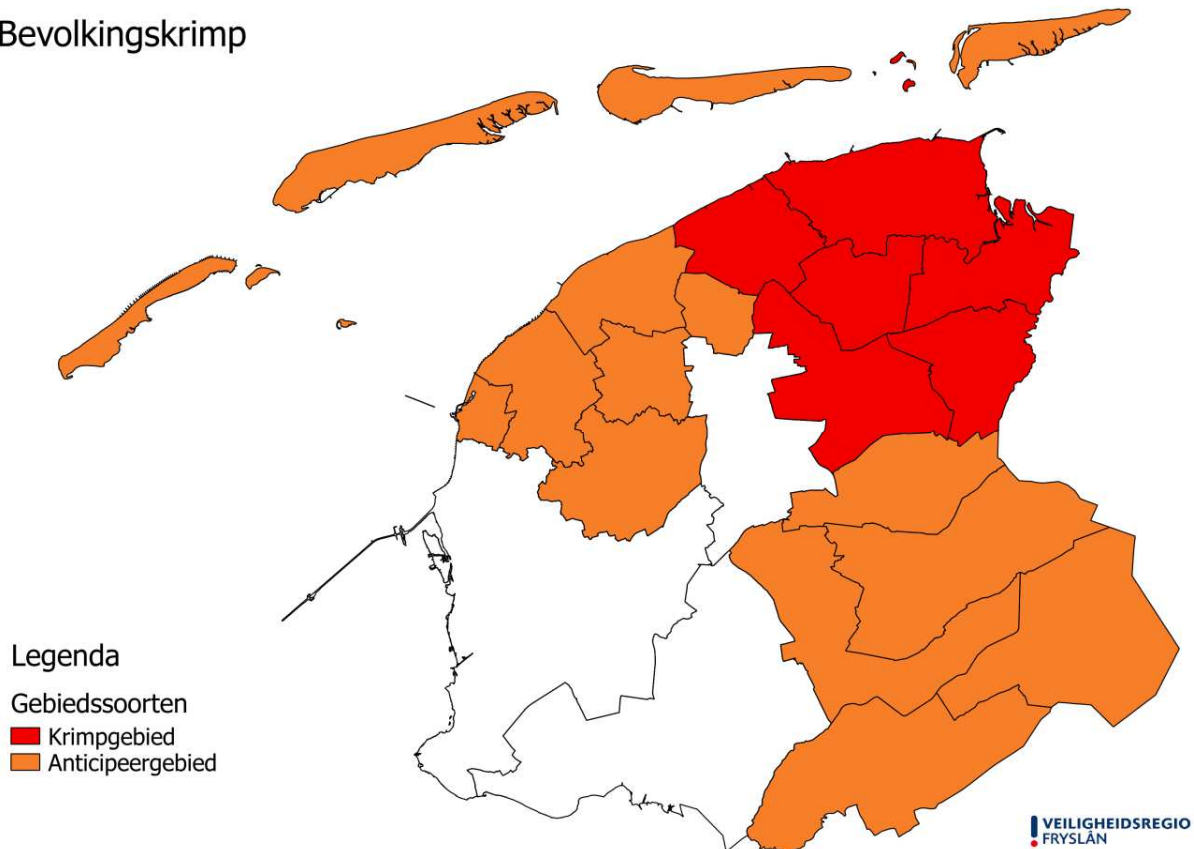 Bevolkingskrimp
Legenda
Gebiedssoorten
Krimpgebied
Anticipeergebied
VEILIGHEIDSREGIO
FRYSLÂN